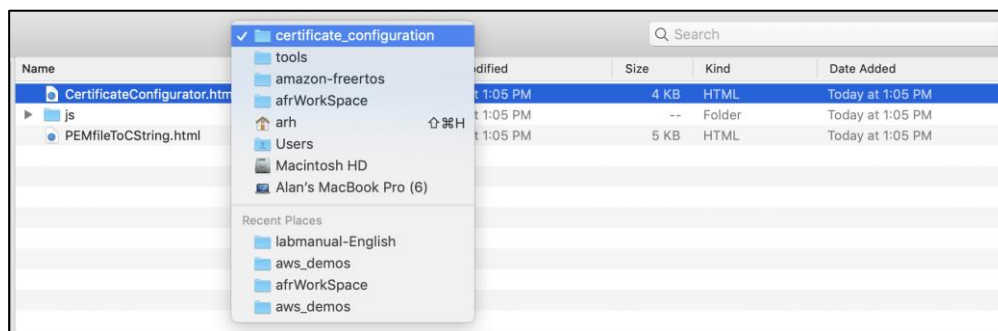 Search
certificate_configuration
tools
amazon-freertos
afrWorkSpace
arh ⇧⌘H
Users
Macintosh HD
Alan's MacBook Pro (6)
Recent Places
labmanual-English
aws_demos
afrWorkSpace
aws_demos
Name Size Kind Date Added
CertificateConfigurator.htm 1:05 PM 4 KB HTML Today at 1:05 PM
js 1:05 PM -- Folder Today at 1:05 PM
PEMfileToCString.html 1:05 PM 5 KB HTML Today at 1:05 PM